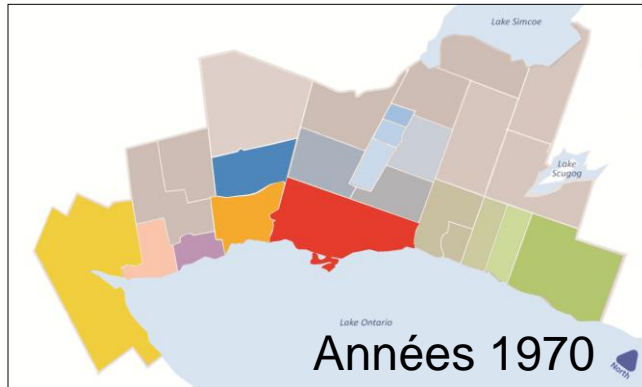 Lake Simcoe
Lake
Scugog
Lake Ontario
Années 1970
North